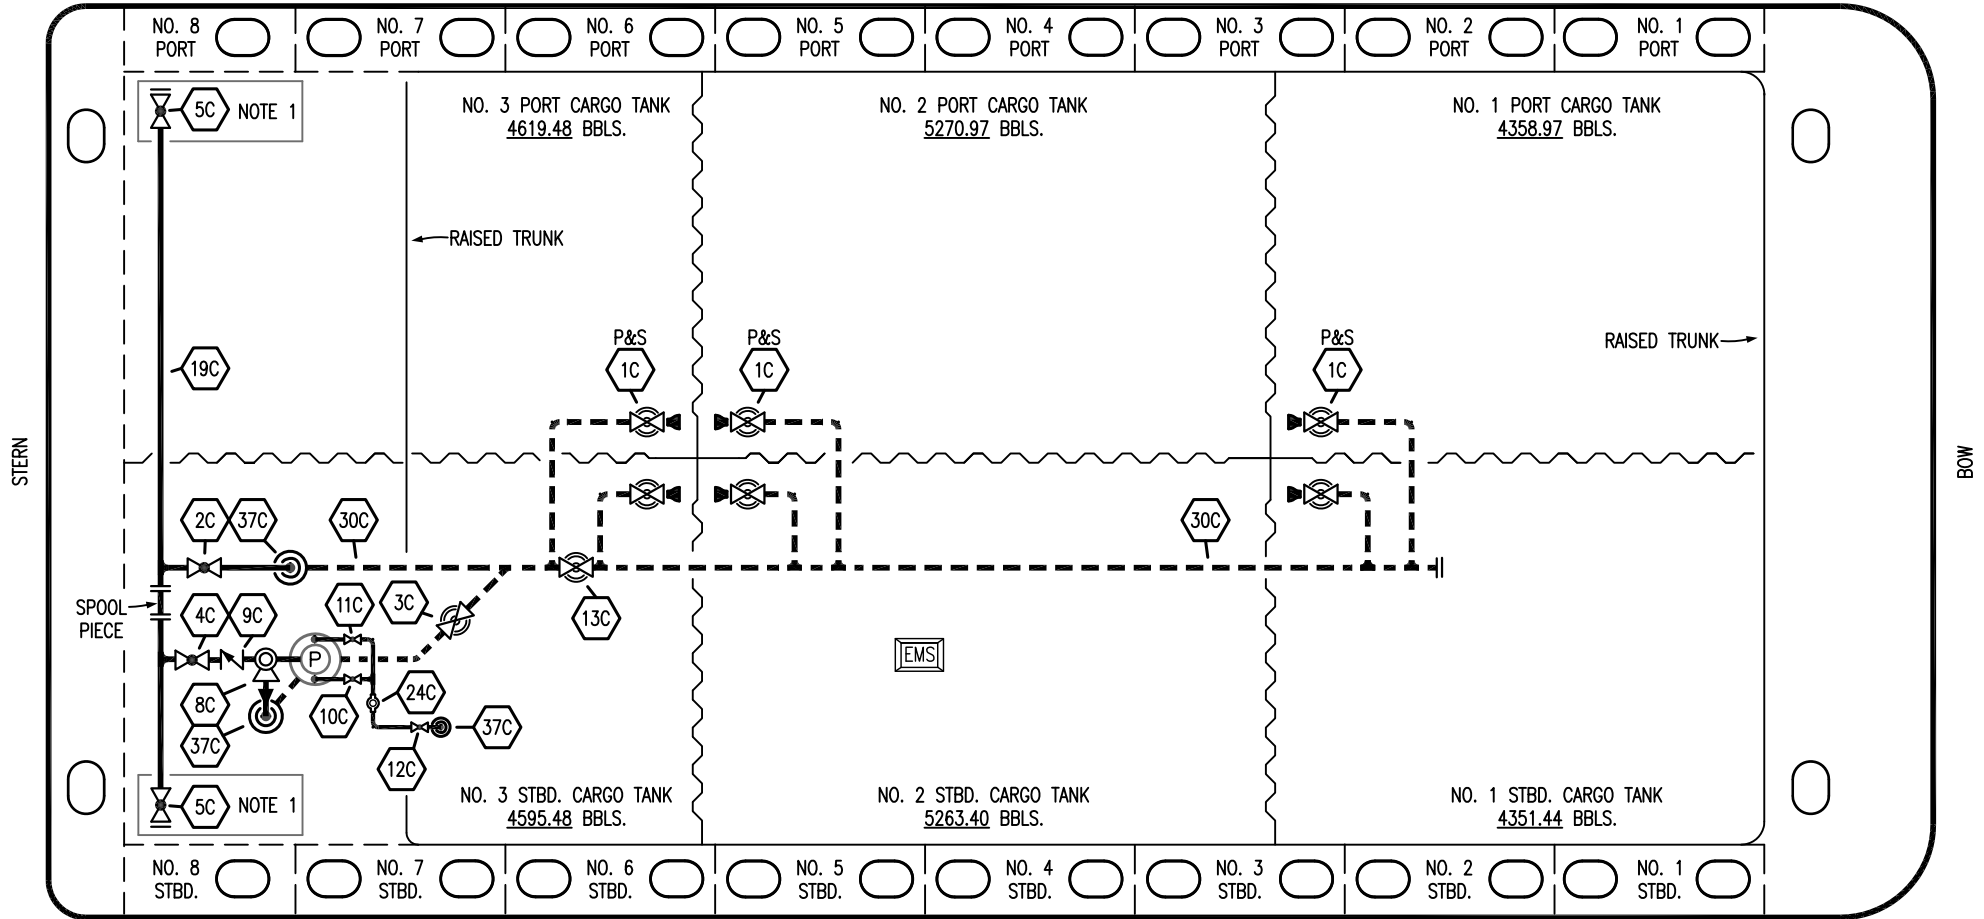 NO. 8
PORT
NO. 7
PORT
NO. 6
PORT
NO. 5
PORT
NO. 4
PORT
NO. 3
PORT
NO. 2
PORT
NO. 1
PORT
5C
NOTE 1
NO. 3 PORT CARGO TANK
4619.48 BBLS.
NO. 2 PORT CARGO TANK
5270.97 BBLS.
NO. 1 PORT CARGO TANK
4358.97 BBLS.
RAISED TRUNK
RAISED TRUNK
P&S
1C
P&S
1C
P&S
1C
19C
STERN
BOW
2C
37C
30C
30C
SPOOL
PIECE
4C
9C
11C
3C
13C
P
EMS
8C
37C
10C
24C
37C
12C
5C
NOTE 1
NO. 3 STBD. CARGO TANK
4595.48 BBLS.
NO. 2 STBD. CARGO TANK
5263.40 BBLS.
NO. 1 STBD. CARGO TANK
4351.44 BBLS.
NO. 8
STBD.
NO. 7
STBD.
NO. 6
STBD.
NO. 5
STBD.
NO. 4
STBD.
NO. 3
STBD.
NO. 2
STBD.
NO. 1
STBD.